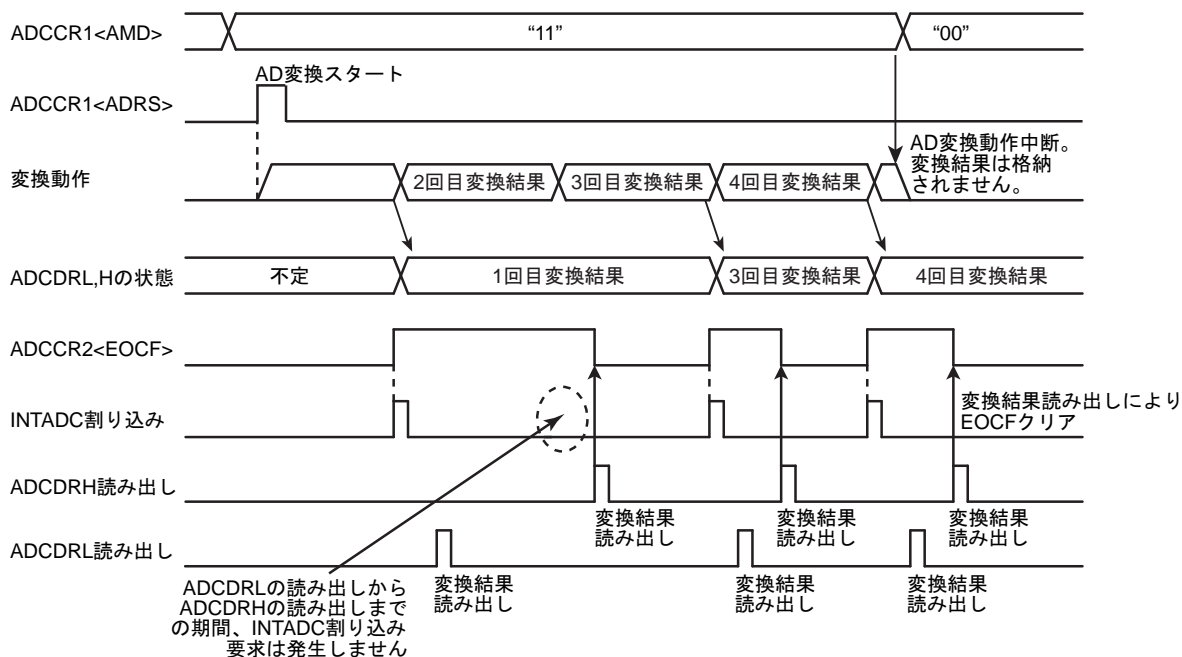 ADCCR1<AMD>
“11”
“00”
AD変換スタート
ADCCR1<ADRS>
AD変換動作中断。
変換結果は格納
されません。
変換動作
2回目変換結果
3回目変換結果
4回目変換結果
ADCDRL,Hの状態
不定
1回目変換結果
3回目変換結果
4回目変換結果
ADCCR2<EOCF>
INTADC割り込み
変換結果読み出しにより
EOCFクリア
ADCDRH読み出し
変換結果
読み出し
変換結果
読み出し
変換結果
読み出し
ADCDRL読み出し
ADCDRLの読み出しから
ADCDRHの読み出しまで
の期間、INTADC割り込み
要求は発生しません
変換結果
読み出し
変換結果
読み出し
変換結果
読み出し